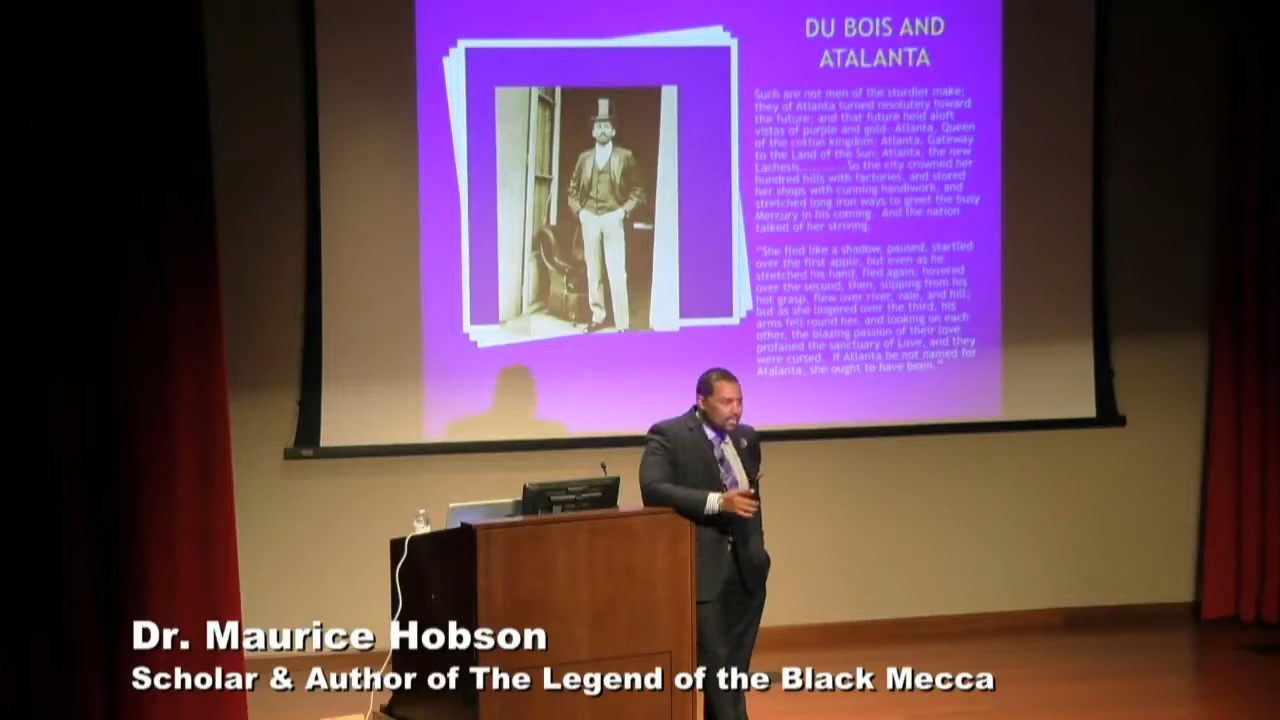 DU BOIS AND
ATALANTA
Such are not men of the sturdier make;
they of Atlanta turned resolutely toward
the future; and that future held aloft
vistas of purple and gold: Atlanta, Queen
of the cotton kingdom; Atlanta, Gateway
to the Land of the Sun; Atlanta, the new
Lachesis..............So the city crowned her
hundred hills with factories, and stored
her shops with cunning handiwork, and
stretched long iron ways to greet the busy
Mercury in his coming. And the nation
talked of her striving.
"She fled like a shadow, paused, startled
over the first apple, but even as he
stretched his hand, fled again; hovered
over the second, then, slipping from his
hot grasp, flew over river, vale, and hill;
but as she lingered over the third, his
arms fell round her, and looking on each
other, the blazing passion of their love
profaned the sanctuary of Love, and they
were cursed. If Atlanta be not named for
Atalanta, she ought to have been."
Dr. Maurice Hobson
Scholar & Author of The Legend of the Black Mecca